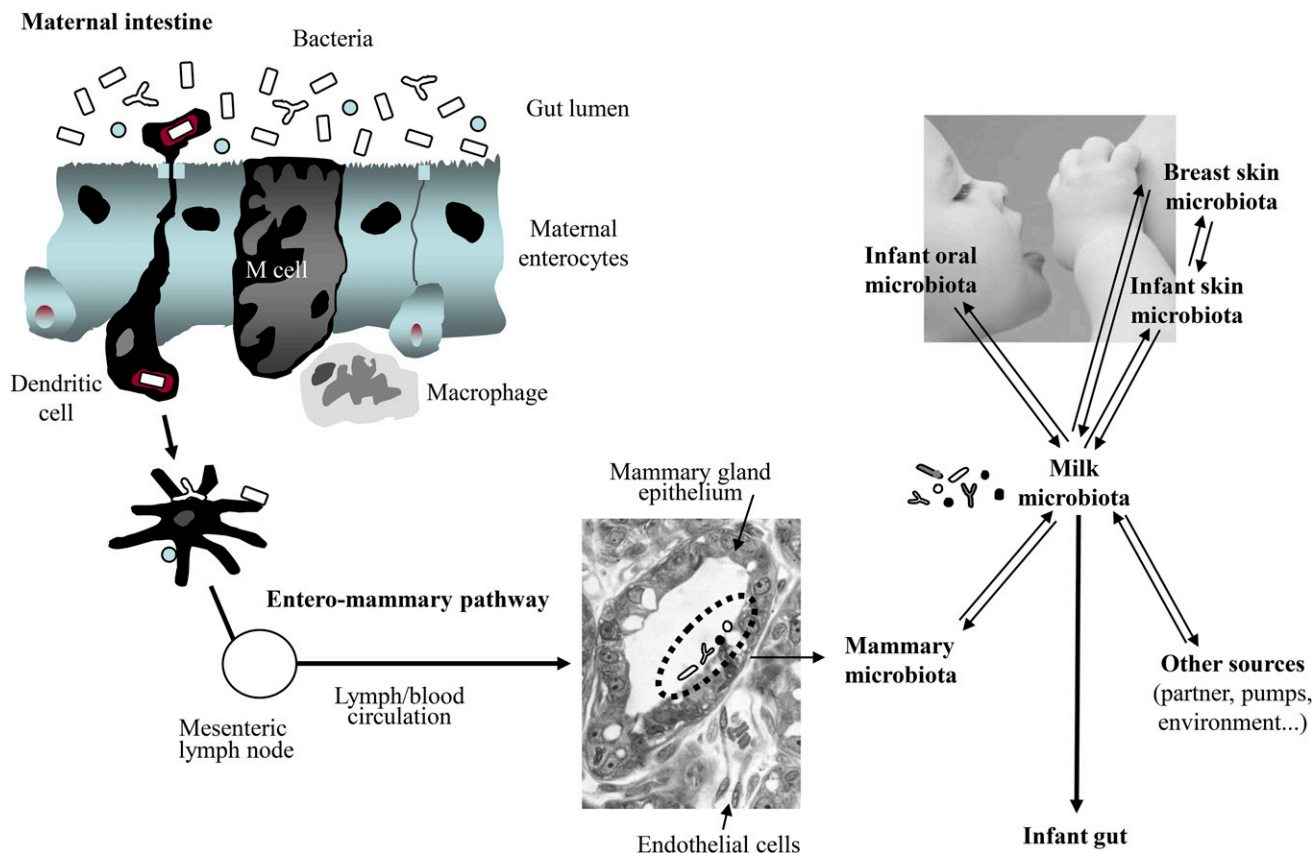 Maternal intestine
Bacteria
Gut lumen
Maternal
enterocytes
M cell
Dendritic
cell
Macrophage
Entero-mammary pathway
Lymph/blood
circulation
Mesenteric
lymph node
Mammary gland
epithelium
Endothelial cells
Breast skin
microbiota
Infant oral
microbiota
Infant skin
microbiota
Milk
microbiota
Mammary
microbiota
Other sources
(partner, pumps,
environment...)
Infant gut